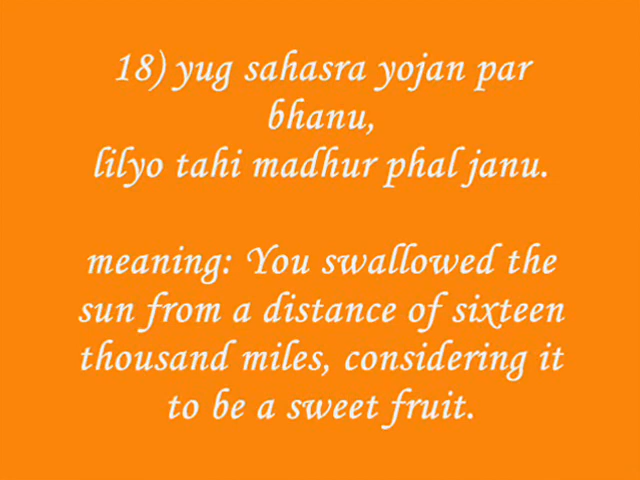 18) yug sahasra yojan par
bhanu,
lilyo tahi madhur phal janu.
meaning: You swallowed the
sun from a distance of sixteen
thousand miles, considering it
to be a sweet fruit.